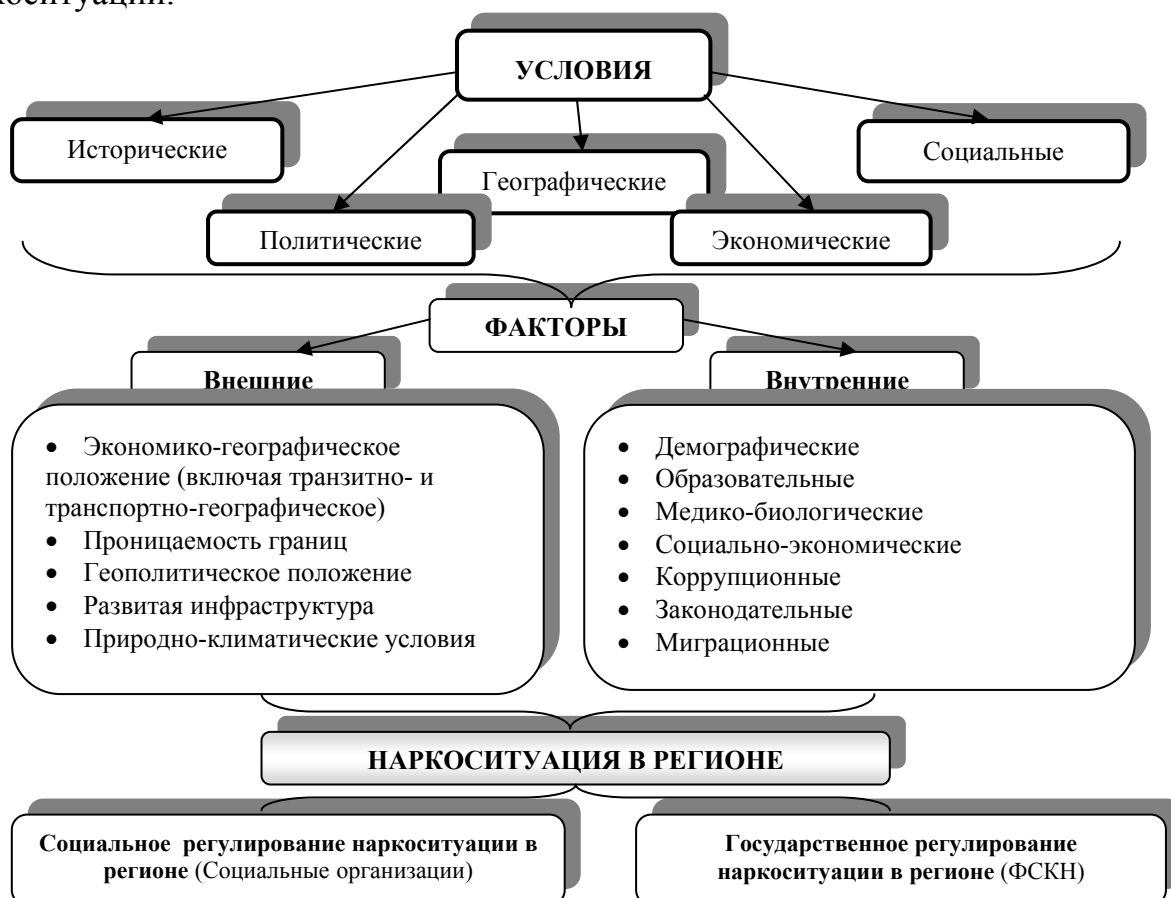 УСЛОВИЯ
Исторические
Социальные
Географические
Политические
Экономические
ФАКТОРЫ
Внешние
Внутренние
• Экономико-географическое
положение (включая транзитно- и
транспортно-географическое)
• Проницаемость границ
• Геополитическое положение
• Развитая инфраструктура
• Природно-климатические условия
• Демографические
• Образовательные
• Медико-биологические
• Социально-экономические
• Коррупционные
• Законодательные
• Миграционные
НАРКОСИТУАЦИЯ В РЕГИОНЕ
Социальное регулирование наркоситуации в
регионе (Социальные организации)
Государственное регулирование
наркоситуации в регионе (ФСКН)